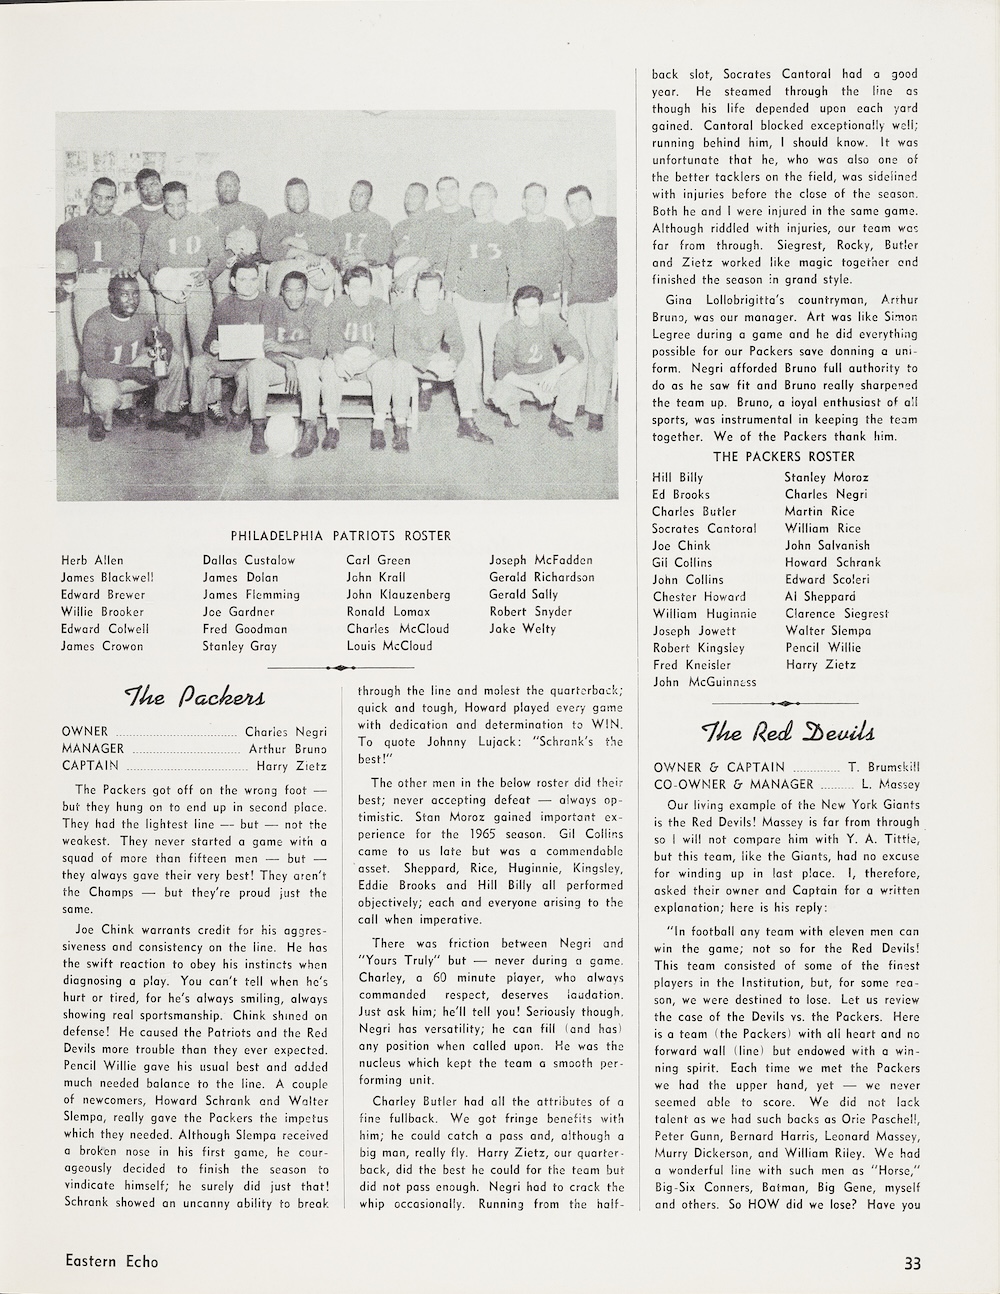 1
10
17
13
11
10
00
2
PHILADELPHIA PATRIOTS ROSTER
Herb Allen
James Blackwell
Edward Brewer
Willie Brooker
Edward Colwell
James Crowon
Dallas Custalow
James Dolan
James Flemming
Joe Gardner
Fred Goodman
Stanley Gray
Carl Green
John Krall
John Klauzenberg
Ronald Lomax
Charles McCloud
Louis McCloud
Joseph McFadden
Gerald Richardson
Gerald Sally
Robert Snyder
Jake Welty
The Packers
OWNER ................................ Charles Negri
MANAGER ............................ Arthur Bruno
CAPTAIN ................................ Harry Zietz
The Packers got off on the wrong foot —
but they hung on to end up in second place.
They had the lightest line — but — not the
weakest. They never started a game with a
squad of more than fifteen men — but —
they always gave their very best! They aren't
the Champs — but they're proud just the
same.
Joe Chink warrants credit for his aggres-
siveness and consistency on the line. He has
the swift reaction to obey his instincts when
diagnosing a play. You can't tell when he's
hurt or tired, for he's always smiling, always
showing real sportsmanship. Chink shined on
defense! He caused the Patriots and the Red
Devils more trouble than they ever expected.
Pencil Willie gave his usual best and added
much needed balance to the line. A couple
of newcomers, Howard Schrank and Walter
Slempa, really gave the Packers the impetus
which they needed. Although Slempa received
a broken nose in his first game, he cour-
ageously decided to finish the season to
vindicate himself; he surely did just that!
Schrank showed an uncanny ability to break
through the line and molest the quarterback;
quick and tough, Howard played every game
with dedication and determination to WIN.
To quote Johnny Lujack: "Schrank's the
best!"
The other men in the below roster did their
best; never accepting defeat — always op-
timistic. Stan Moroz gained important ex-
perience for the 1965 season. Gil Collins
came to us late but was a commendable
asset. Sheppard, Rice, Huginnie, Kingsley,
Eddie Brooks and Hill Billy all performed
objectively; each and everyone arising to the
call when imperative.
There was friction between Negri and
"Yours Truly" but — never during a game.
Charley, a 60 minute player, who always
commanded respect, deserves laudation.
Just ask him; he'll tell you! Seriously though,
Negri has versatility; he can fill (and has)
any position when called upon. He was the
nucleus which kept the team a smooth per-
forming unit.
Charley Butler had all the attributes of a
fine fullback. We got fringe benefits with
him; he could catch a pass and, although a
big man, really fly. Harry Zietz, our quarter-
back, did the best he could for the team but
did not pass enough. Negri had to crack the
whip occasionally. Running from the half-
back slot, Socrates Cantoral had a good
year. He steamed through the line as
though his life depended upon each yard
gained. Cantoral blocked exceptionally well;
running behind him, I should know. It was
unfortunate that he, who was also one of
the better tacklers on the field, was sidelined
with injuries before the close of the season.
Both he and I were injured in the same game.
Although riddled with injuries, our team was
far from through. Siegrest, Rocky, Butler
and Zietz worked like magic together and
finished the season in grand style.
Gina Lollobrigitta's countryman, Arthur
Bruno, was our manager. Art was like Simon
Legree during a game and he did everything
possible for our Packers save donning a uni-
form. Negri afforded Bruno full authority to
do as he saw fit and Bruno really sharpened
the team up. Bruno, a loyal enthusiast of all
sports, was instrumental in keeping the team
together. We of the Packers thank him.
THE PACKERS ROSTER
Hill Billy
Ed Brooks
Charles Butler
Socrates Cantoral
Joe Chink
Gil Collins
John Collins
Chester Howard
William Huginnie
Joseph Jowett
Robert Kingsley
Fred Kneisler
John McGuinness
Stanley Moroz
Charles Negri
Martin Rice
William Rice
John Salvanish
Howard Schrank
Edward Scoleri
Al Sheppard
Clarence Siegrest
Walter Slempa
Pencil Willie
Harry Zietz
The Red Devils
OWNER & CAPTAIN ............. T. Brumskill
CO-OWNER & MANAGER ......... L. Massey
Our living example of the New York Giants
is the Red Devils! Massey is far from through
so I will not compare him with Y. A. Tittle,
but this team, like the Giants, had no excuse
for winding up in last place. I, therefore,
asked their owner and Captain for a written
explanation; here is his reply:
"In football any team with eleven men can
win the game; not so for the Red Devils!
This team consisted of some of the finest
players in the Institution, but, for some rea-
son, we were destined to lose. Let us review
the case of the Devils vs. the Packers. Here
is a team (the Packers) with all heart and no
forward wall (line) but endowed with a win-
ning spirit. Each time we met the Packers
we had the upper hand, yet — we never
seemed able to score. We did not lack
talent as we had such backs as Orie Paschell,
Peter Gunn, Bernard Harris, Leonard Massey,
Murry Dickerson, and William Riley. We had
a wonderful line with such men as "Horse,"
Big-Six Conners, Batman, Big Gene, myself
and others. So HOW did we lose? Have you
Eastern Echo
33